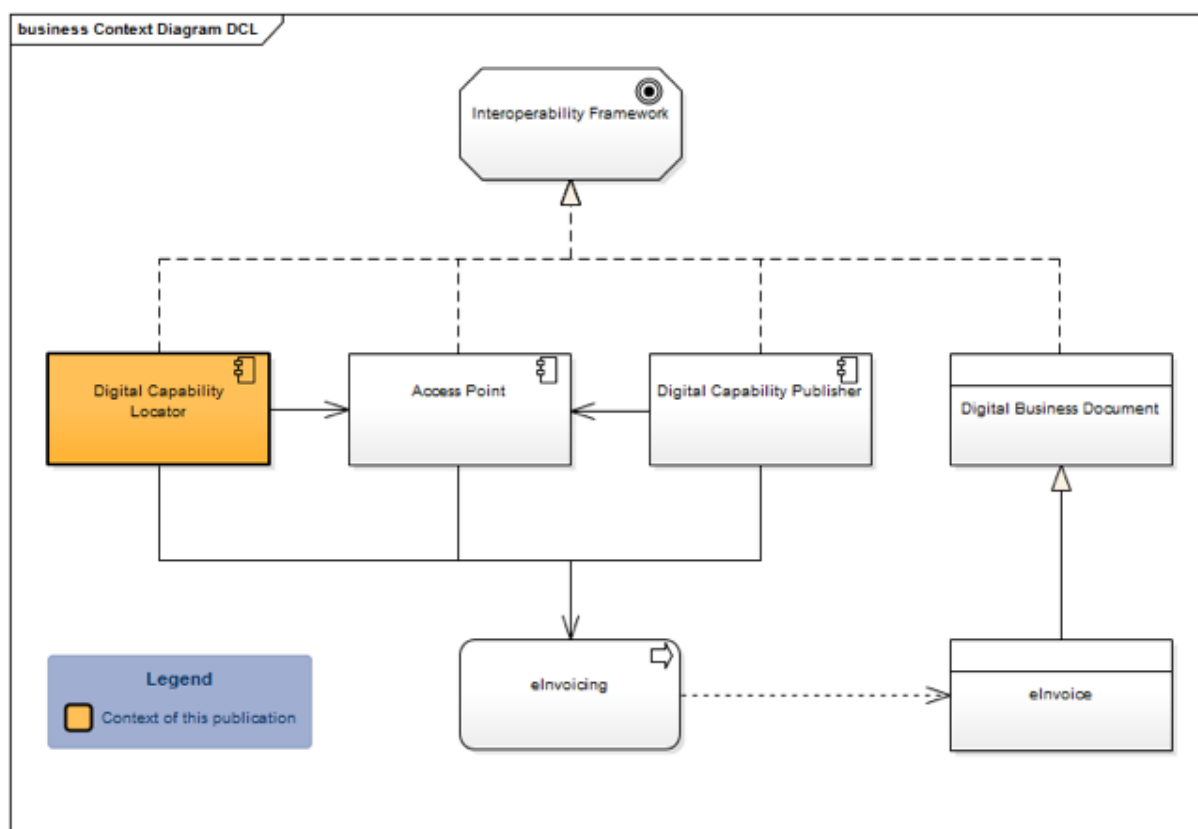 business Context Diagram DCL
Interoperability Framework
Digital Capability
Locator
Access Point
Digital Capability Publisher
Digital Business Document
eInvoicing
eInvoice
Legend
Context of this publication